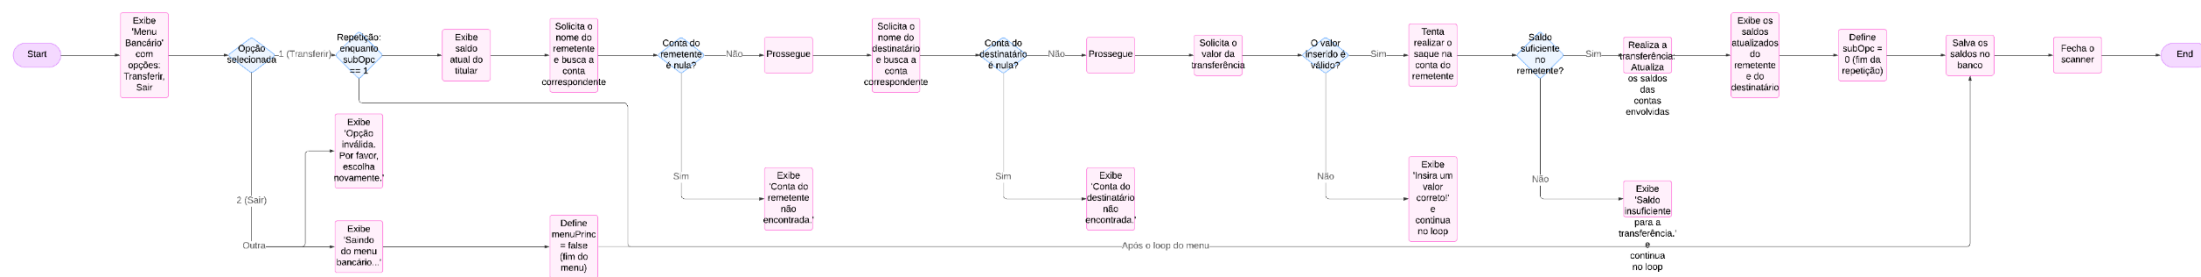 Start
Exibe
'Menu
Bancário'
com
opções:
Transferir,
Sair
Opção
selecionada
1 (Transferir)
Repetição:
enquanto
subOpc
== 1
Exibe
saldo
atual do
titular
Solicita o
nome do
remetente
e busca a
conta
correspondente
Conta do
remetente
é nula?
Não
Prossegue
Solicita o
nome do
destinatário
e busca a
conta
correspondente
Conta do
destinatário
é nula?
Não
Prossegue
Solicita o
valor da
transferência
O valor
inserido é
válido?
Sim
Tenta
realizar o
saque na
conta do
remetente
Saldo
suficiente
no
remetente?
Sim
Realiza a
transferência:
Atualiza
os saldos
das
contas
envolvidas
Exibe os
saldos
atualizados
do
remetente
e do
destinatário
Define
subOpc =
0 (fim da
repetição)
Salva os
saldos no
banco
Fecha o
scanner
End
Exibe
'Opção
inválida.
Por favor,
escolha
novamente.'
2 (Sair)
Outra
Exibe
'Saindo
do menu
bancário...'
Define
menuPrinc
= false
(fim do
menu)
Sim
Exibe
'Conta do
remetente
não
encontrada.'
Sim
Exibe
'Conta do
destinatário
não
encontrada.'
Não
Exibe
'Insira um
valor
correto!'
e
continua
no loop
Não
Exibe
'Saldo
insuficiente
para a
transferência.'
e
continua
no loop
Após o loop do menu